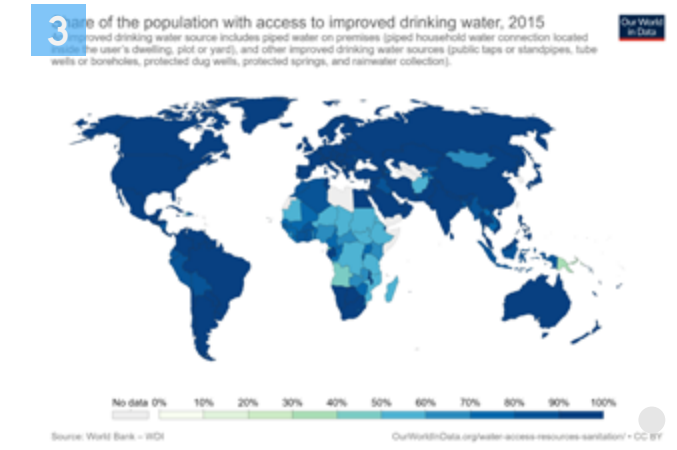 3
are of the population with access to improved drinking water, 2015
improved drinking water source includes piped water on premises (piped household water connection located
inside the user's dwelling, plot or yard), and other improved drinking water sources (public taps or standpipes, tube
wells or boreholes, protected dug wells, protected springs, and rainwater collection).
Our World
in Data
No data 0% 10% 20% 30% 40% 50% 60% 70% 80% 90% 100%
Source: World Bank – WDI
OurWorldInData.org/water-access-resources-sanitation/ • CC BY